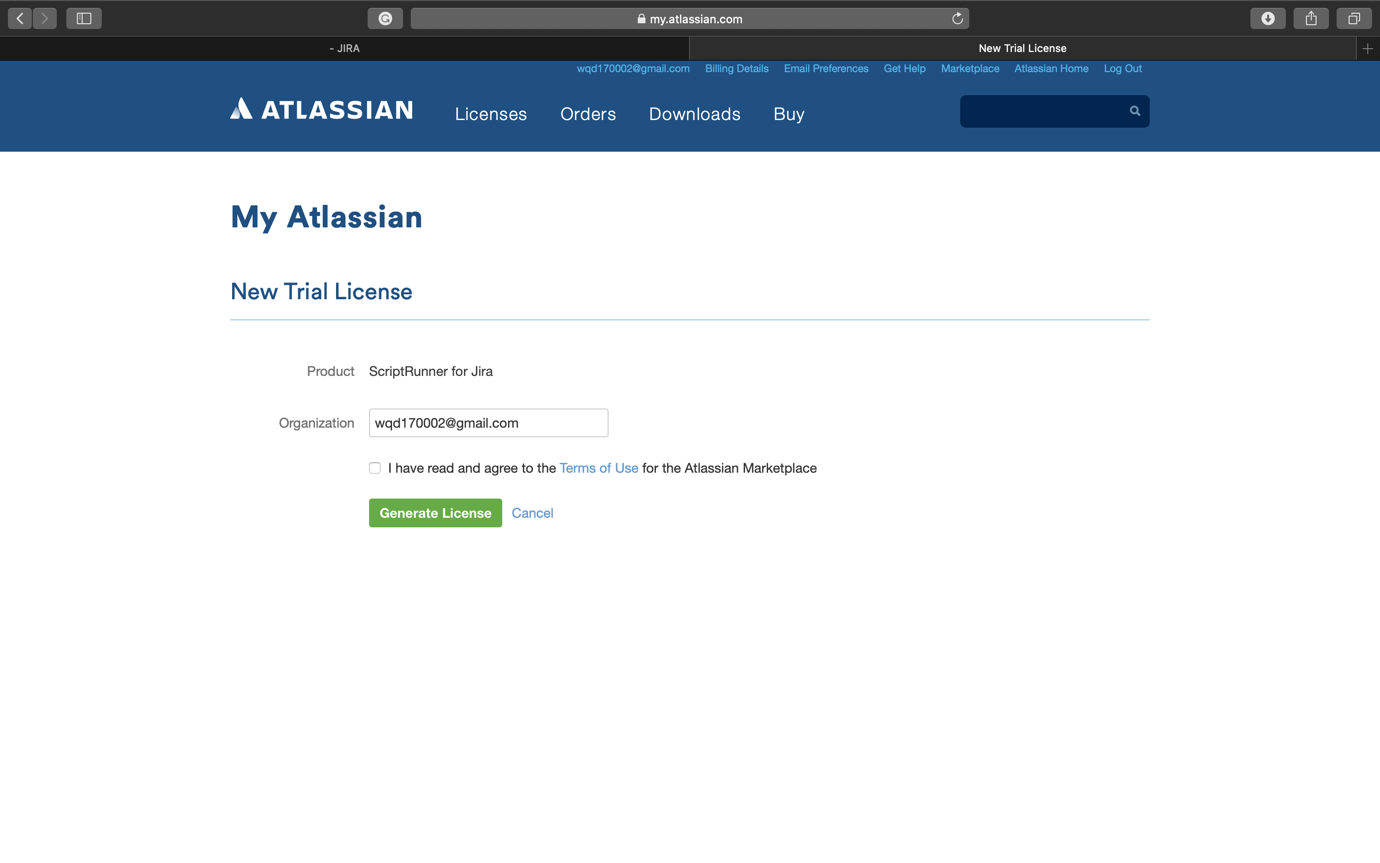 my.atlassian.com
- JIRA
New Trial License
wqd170002@gmail.com Billing Details Email Preferences Get Help Marketplace Atlassian Home Log Out
ATLASSIAN Licenses Orders Downloads Buy
My Atlassian
New Trial License
Product ScriptRunner for Jira
Organization wqd170002@gmail.com
I have read and agree to the Terms of Use for the Atlassian Marketplace
Generate License Cancel